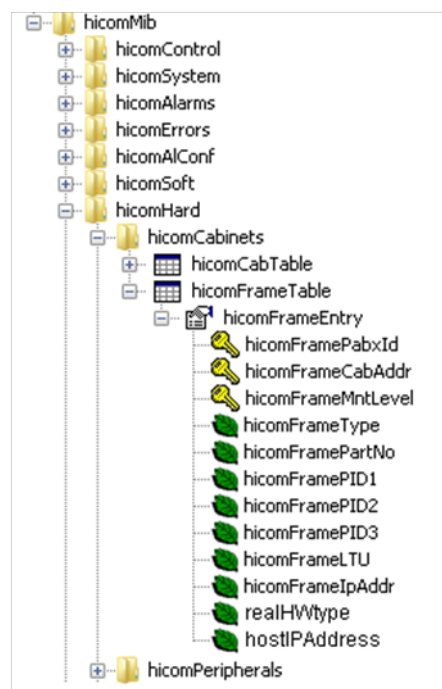 hicomMib
hicomControl
hicomSystem
hicomAlarms
hicomErrors
hicomAlConf
hicomSoft
hicomHard
hicomCabinets
hicomCabTable
hicomFrameTable
hicomFrameEntry
hicomFramePabxId
hicomFrameCabAddr
hicomFrameMntLevel
hicomFrameType
hicomFramePartNo
hicomFramePID1
hicomFramePID2
hicomFramePID3
hicomFrameLTU
hicomFrameIpAddr
realHWtype
hostIPAddress
hicomPeripherals